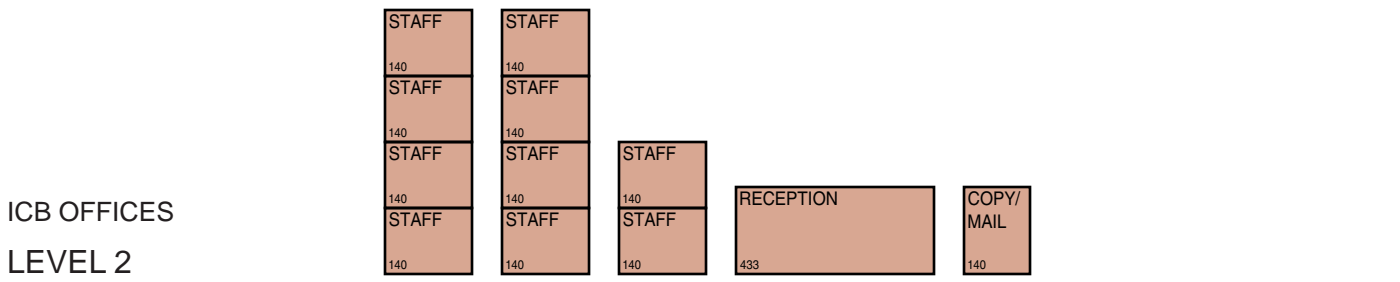 STAFF
140
STAFF
140
STAFF
140
STAFF
140
STAFF
140
STAFF
140
STAFF
140
STAFF
140
STAFF
140
STAFF
140
RECEPTION
433
COPY/
MAIL
140
ICB OFFICES
LEVEL 2